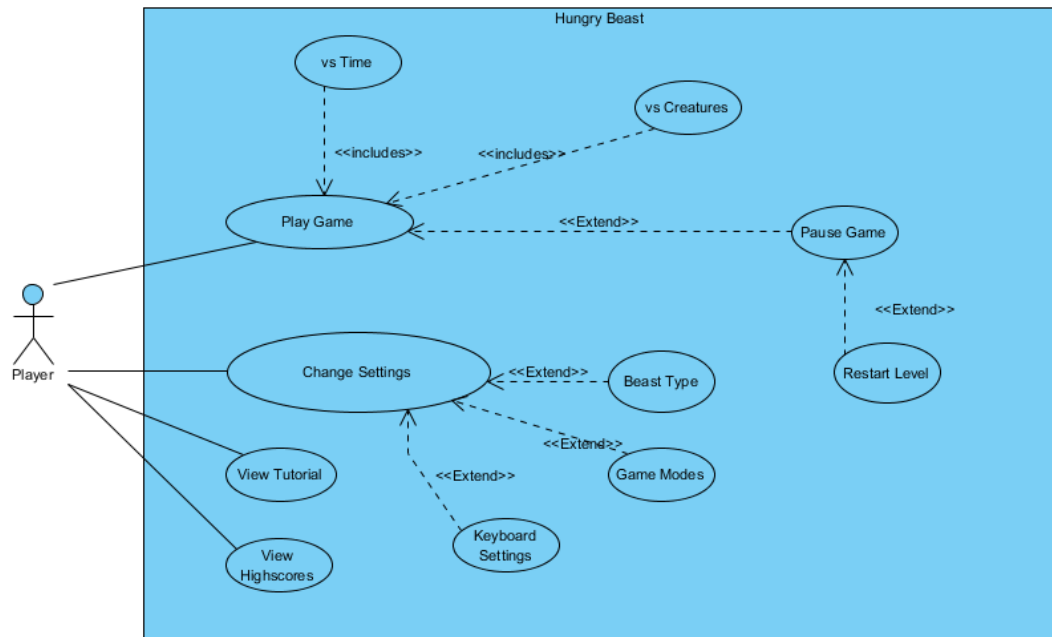 Hungry Beast
vs Time
vs Creatures
<<includes>>
<<includes>>
Play Game
<<Extend>>
Pause Game
<<Extend>>
Player
Change Settings
<<Extend>>
Beast Type
Restart Level
<<Extend>>
View Tutorial
<<Extend>>
Game Modes
Keyboard
Settings
View
Highscores